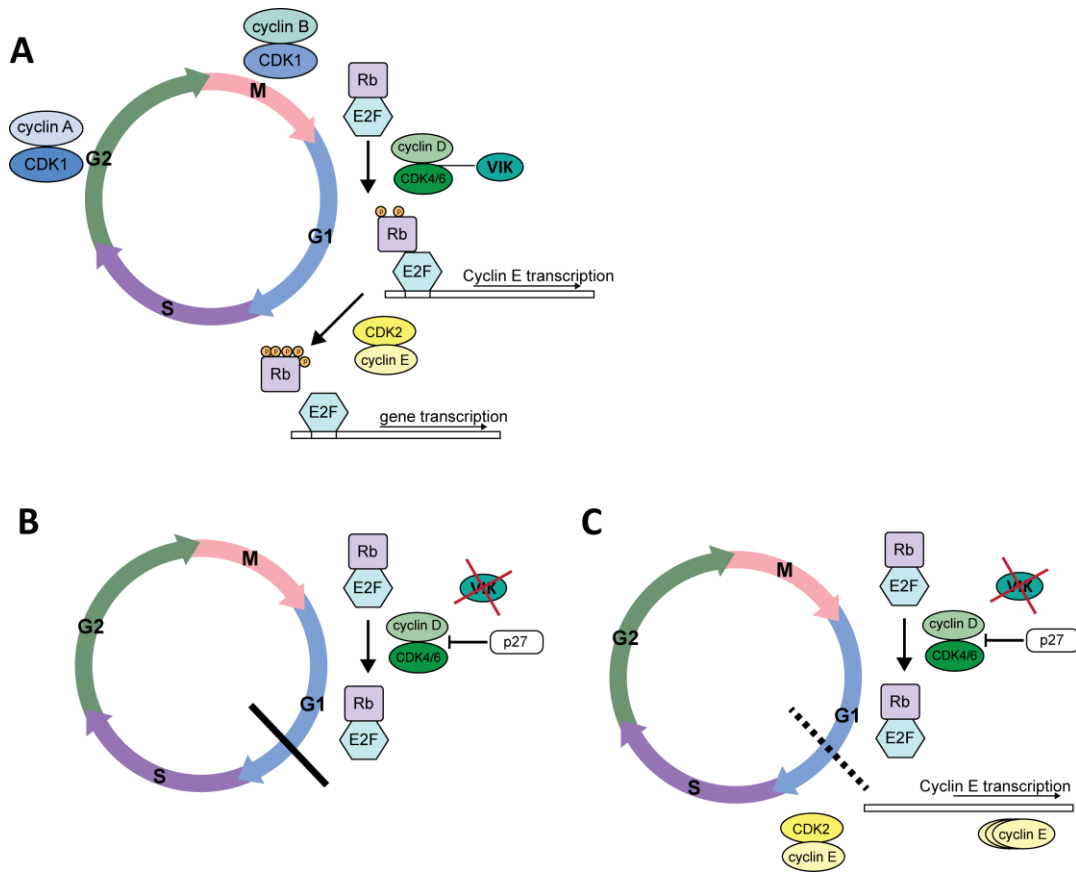 A
cyclin B
CDK1
M
Rb
E2F
cyclin A
CDK1
G2
cyclin D
CDK4/6
VIK
p p
Rb
G1
E2F
Cyclin E transcription
S
CDK2
cyclin E
p p p p
p
Rb
E2F
gene transcription
B
M
Rb
E2F
VIK
G2
cyclin D
CDK4/6
p27
G1
Rb
E2F
S
C
M
Rb
E2F
VIK
G2
cyclin D
CDK4/6
p27
G1
Rb
E2F
S
Cyclin E transcription
CDK2
cyclin E
cyclin E